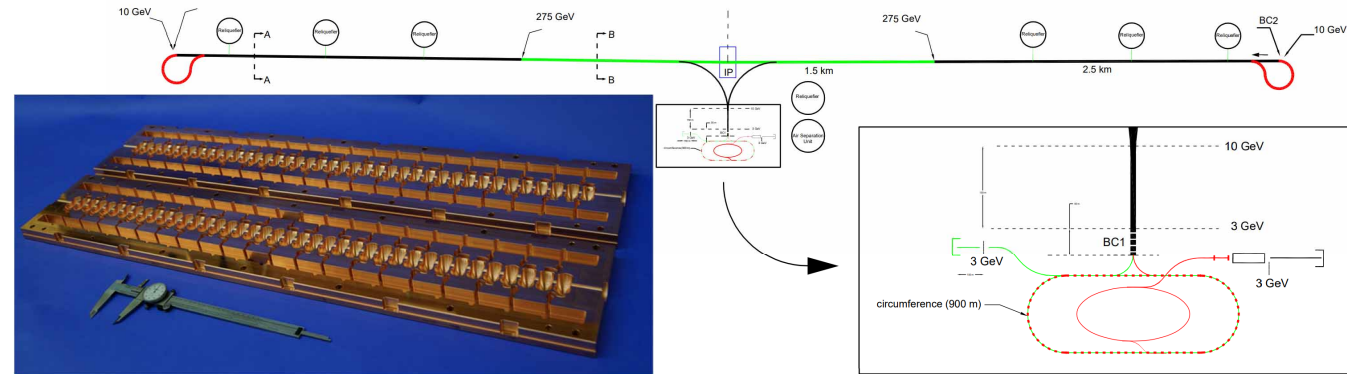 10 GeV
Reliquefier
Reliquefier
Reliquefier
275 GeV
275 GeV
Reliquefier
Reliquefier
Reliquefier
BC2
10 GeV
A
A
B
B
IP
1.5 km
2.5 km
Reliquefier
Air Separation
Unit
10 GeV
3 GeV
BC1
3 GeV
3 GeV
circumference (900 m)